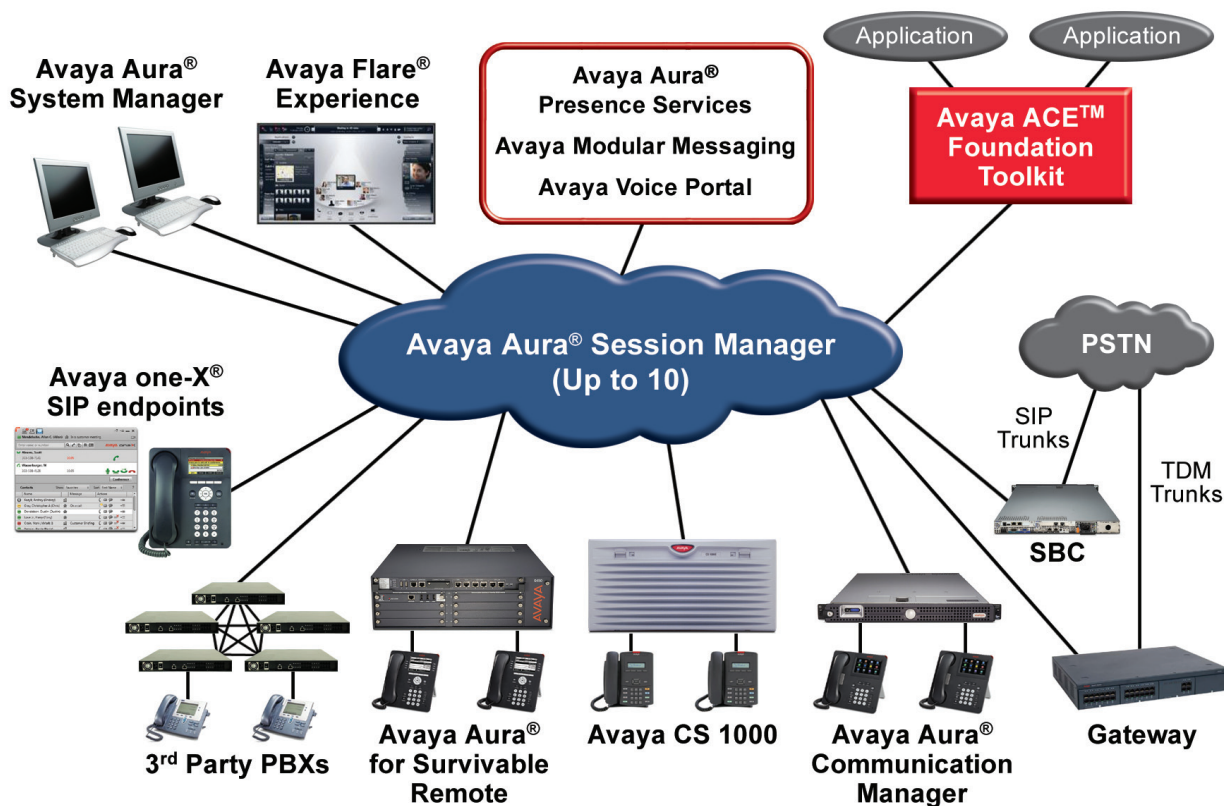 Application
Application
Avaya Aura®
System Manager
Avaya Flare®
Experience
Avaya Aura®
Presence Services
Avaya Modular Messaging
Avaya Voice Portal
Avaya ACE™
Foundation
Toolkit
Avaya Aura® Session Manager
(Up to 10)
PSTN
SIP
Trunks
TDM
Trunks
Avaya one-X®
SIP endpoints
Conference
SBC
AVAYA
3rd Party PBXs
Avaya Aura®
for Survivable
Remote
Avaya CS 1000
Avaya Aura®
Communication
Manager
Gateway